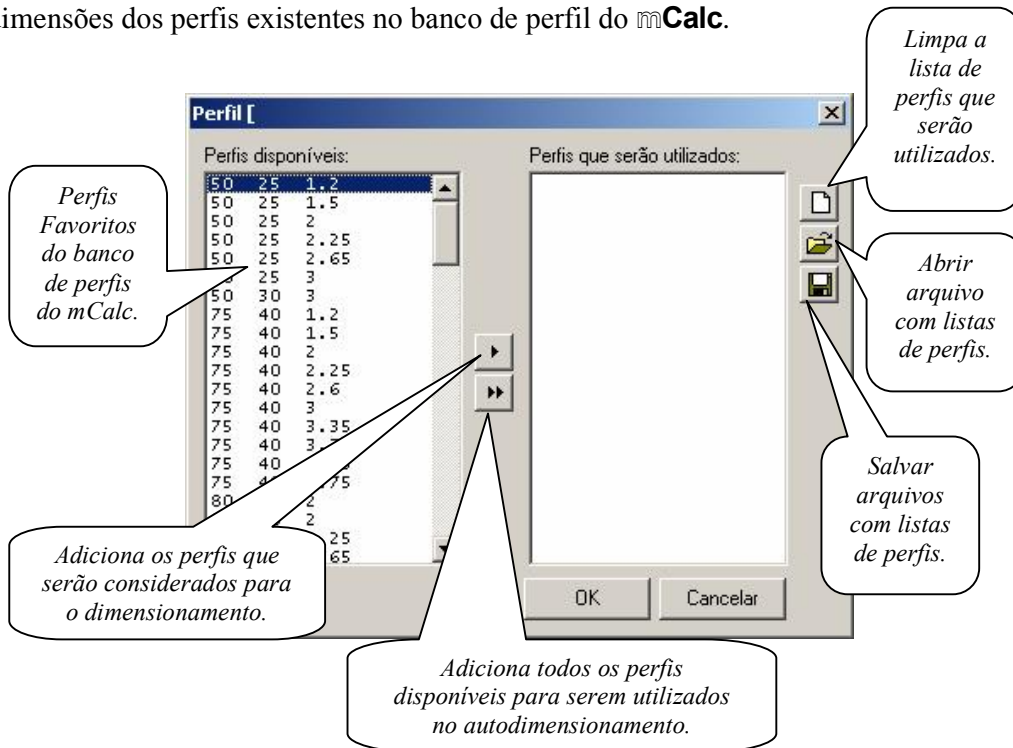 dimensões dos perfis existentes no banco de perfil do mCalc.
Limpa a
lista de
perfis que
serão
utilizados.
Perfil [
Perfis disponíveis:
Perfis que serão utilizados:
Perfis
Favoritos
do banco
de perfis
do mCalc.
50 25 1.2
50 25 1.5
50 25 2
50 25 2.25
50 25 2.65
25 3
50 30 3
75 40 1.2
75 40 1.5
75 40 2
75 40 2.25
75 40 2.6
75 40 3
75 40 3.35
75 40 3.
75 40
75 75
80 2
2
25
65
Abrir
arquivo
com listas
de perfis.
Salvar
arquivos
com listas
de perfis.
Adiciona os perfis que
serão considerados para
o dimensionamento.
OK Cancelar
Adiciona todos os perfis
disponíveis para serem utilizados
no autodimensionamento.